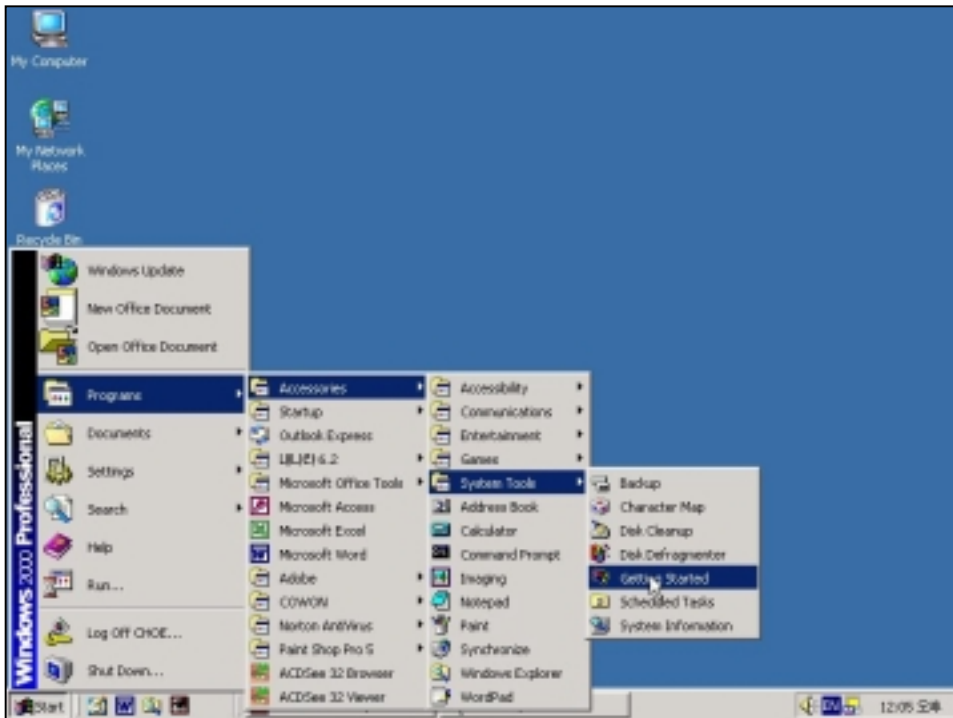 My Computer
My Network
Places
Recycle Bin
Windows Update
New Office Document
Open Office Document
Programs
Documents
Settings
Search
Help
Run...
Log Off CHOE...
Shut Down...
Windows 2000 Professional
Accessories
Startup
Outlook Express
6.2
Microsoft Office Tools
Microsoft Access
Microsoft Excel
Microsoft Word
Adobe
COWON
Norton AntiVirus
Paint Shop Pro 5
ACDSee 32 Browser
ACDSee 32 Viewer
Accessibility
Communications
Entertainment
Games
System Tools
Address Book
Calculator
Command Prompt
Imaging
Notepad
Paint
Synchronize
Windows Explorer
WordPad
Backup
Character Map
Disk Cleanup
Disk Defragmenter
Getting Started
Scheduled Tasks
System Information
Start
12:05 오후